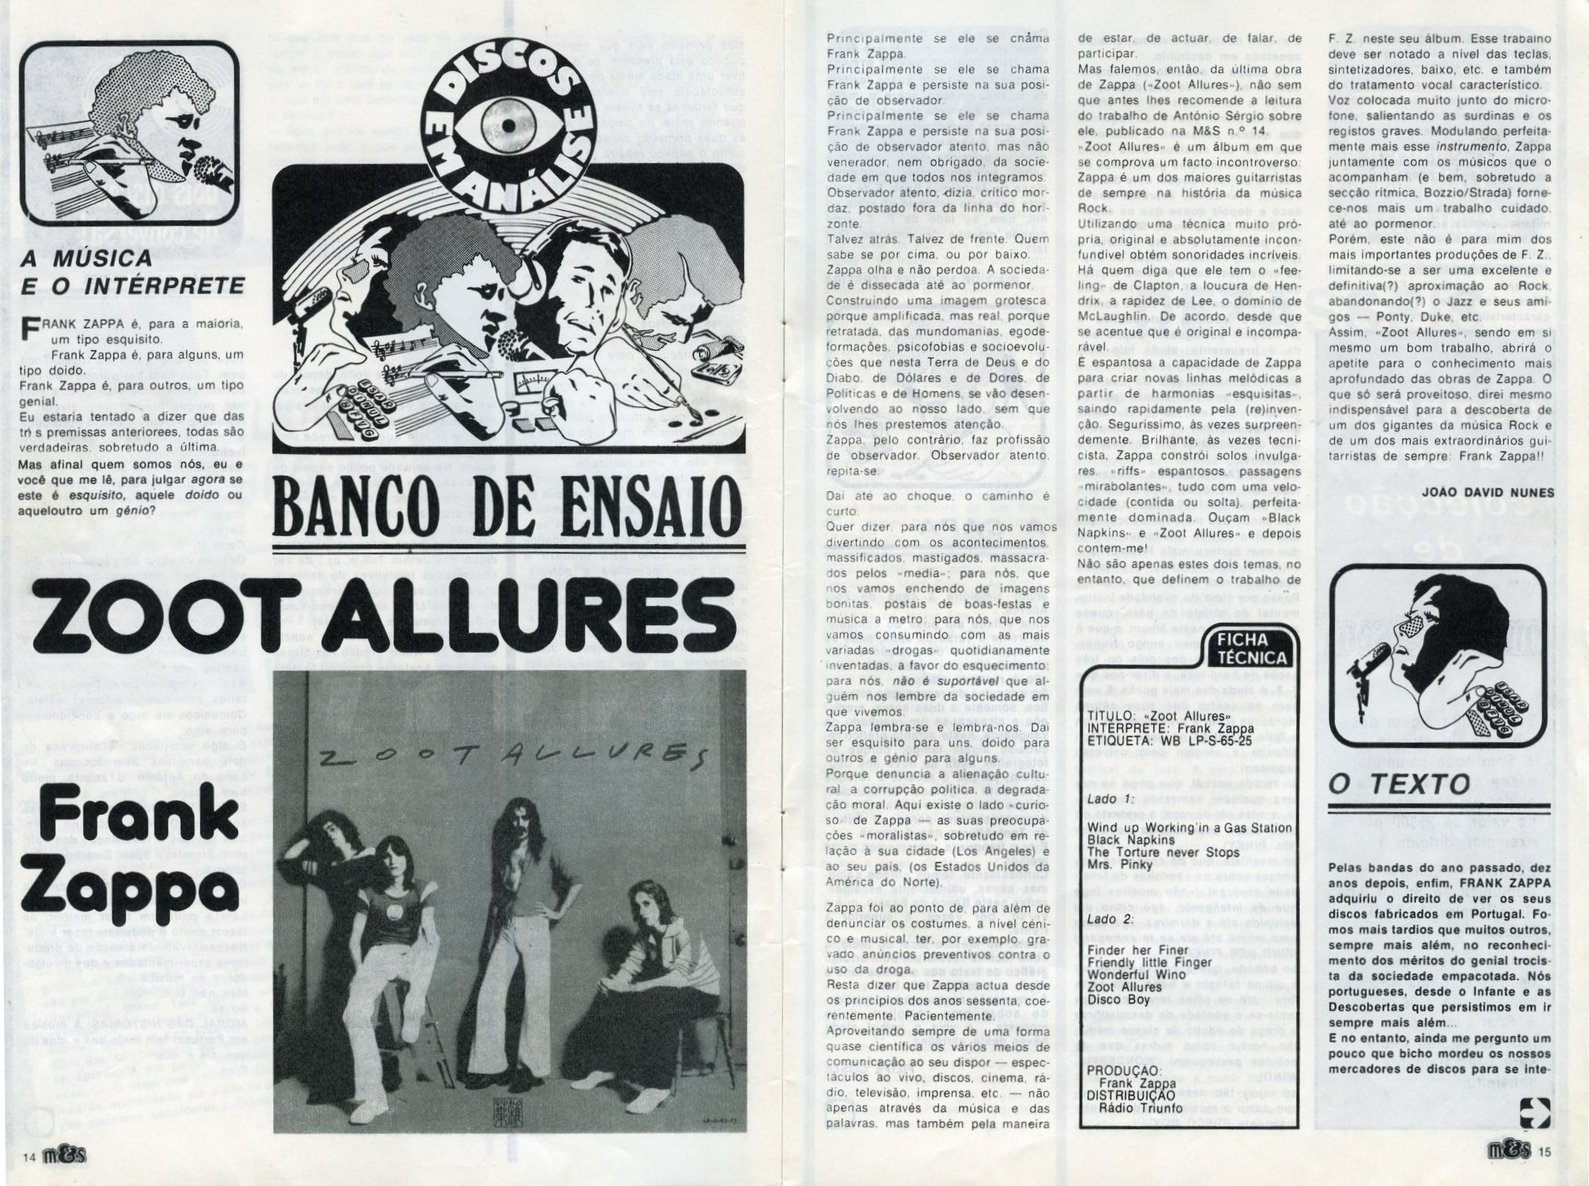 DISCOS
EM ANÁLISE
BANCO DE ENSAIO
A MÚSICA
E O INTÉRPRETE
FRANK ZAPPA é, para a maioria,
um tipo esquisito.
Frank Zappa é, para alguns, um
tipo doido.
Frank Zappa é, para outros, um tipo
genial.
Eu estaria tentado a dizer que das
três premissas anteriorees, todas são
verdadeiras, sobretudo a última.
Mas afinal quem somos nós, eu e
você que me lê, para julgar agora se
este é esquisito, aquele doido ou
aqueloutro um génio?
ZOOT ALLURES
Frank
Zappa
ZOOT ALLURES
14 m&s
Principalmente se ele se chama
Frank Zappa.
Principalmente se ele se chama
Frank Zappa e persiste na sua posi-
ção de observador.
Principalmente se ele se chama
Frank Zappa e persiste na sua posi-
ção de observador atento, mas não
venerador, nem obrigado, da socie-
dade em que todos nos integramos.
Observador atento, dizia, crítico mor-
daz, postado fora da linha do hori-
zonte.
Talvez atrás. Talvez de frente. Quem
sabe se por cima, ou por baixo.
Zappa olha e não perdoa. A socieda-
de é dissecada até ao pormenor.
Construindo uma imagem grotesca,
porque amplificada, mas real, porque
retratada, das mundomanias, egode-
formações, psicofobias e socioevolu-
ções que nesta Terra de Deus e do
Diabo, de Dólares e de Dores, de
Políticas e de Homens, se vão desen-
volvendo ao nosso lado, sem que
nós lhes prestemos atenção.
Zappa, pelo contrário, faz profissão
de observador. Observador atento,
repita-se.
Daí até ao choque, o caminho é
curto.
Quer dizer, para nós que nos vamos
divertindo com os acontecimentos,
massificados, mastigados, massacra-
dos pelos «media»; para nós, que
nos vamos enchendo de imagens
bonitas, postais de boas-festas e
música a metro; para nós, que nos
vamos consumindo com as mais
variadas «drogas» quotidianamente
inventadas, a favor do esquecimento;
para nós, não é suportável que al-
guém nos lembre da sociedade em
que vivemos.
Zappa lembra-se e lembra-nos. Daí
ser esquisito para uns, doido para
outros e génio para alguns.
Porque denuncia a alienação cultu-
ral, a corrupção política, a degrada-
ção moral. Aqui existe o lado «curio-
so» de Zappa — as suas preocupa-
ções «moralistas», sobretudo em re-
lação à sua cidade (Los Angeles) e
ao seu país, (os Estados Unidos da
América do Norte).
Zappa foi ao ponto de, para além de
denunciar os costumes, a nível céni-
co e musical, ter, por exemplo, gra-
vado anúncios preventivos contra o
uso da droga.
Resta dizer que Zappa actua desde
os princípios dos anos sessenta, coe-
rentemente. Pacientemente.
Aproveitando sempre de uma forma
quase científica os vários meios de
comunicação ao seu dispor — espec-
táculos ao vivo, discos, cinema, rá-
dio, televisão, imprensa, etc. — não
apenas através da música e das
palavras, mas também pela maneira
de estar, de actuar, de falar, de
participar.
Mas falemos, então, da última obra
de Zappa («Zoot Allures»), não sem
que antes lhes recomende a leitura
do trabalho de António Sérgio sobre
ele, publicado na M&S n.º 14.
«Zoot Allures» é um álbum em que
se comprova um facto incontroverso:
Zappa é um dos maiores guitarristas
de sempre na história da música
Rock.
Utilizando uma técnica muito pró-
pria, original e absolutamente incon-
fundível obtém sonoridades incríveis.
Há quem diga que ele tem o «fee-
ling» de Clapton, a loucura de Hen-
drix, a rapidez de Lee, o domínio de
McLaughlin. De acordo, desde que
se acentue que é original e incompa-
rável.
É espantosa a capacidade de Zappa
para criar novas linhas melódicas a
partir de harmonias «esquisitas»,
saindo rapidamente pela (re)inven-
ção. Seguríssimo, às vezes surpreen-
demente. Brilhante, às vezes tecni-
cista, Zappa constrói solos invulga-
res, «riffs» espantosos, passagens
«mirabolantes», tudo com uma velo-
cidade (contida ou solta), perfeita-
mente dominada. Ouçam «Black
Napkins» e «Zoot Allures» e depois
contem-me!
Não são apenas estes dois temas, no
entanto, que definem o trabalho de
FICHA
TÉCNICA
TÍTULO: «Zoot Allures»
INTÉRPRETE: Frank Zappa
ETIQUETA: WB LP-S-65-25
Lado 1:
Wind up Working'in a Gas Station
Black Napkins
The Torture never Stops
Mrs. Pinky
Lado 2:
Finder her Finer
Friendly little Finger
Wonderful Wino
Zoot Allures
Disco Boy
PRODUÇÃO:
Frank Zappa
DISTRIBUIÇÃO
Rádio Triunfo
F. Z. neste seu álbum. Esse trabalho
deve ser notado a nível das teclas,
sintetizadores, baixo, etc. e também
do tratamento vocal característico.
Voz colocada muito junto do micro-
fone, salientando as surdinas e os
registos graves. Modulando perfeita-
mente mais esse instrumento, Zappa
juntamente com os músicos que o
acompanham (e bem, sobretudo a
secção rítmica, Bozzio/Strada) forne-
ce-nos mais um trabalho cuidado,
até ao pormenor.
Porém, este não é para mim dos
mais importantes produções de F. Z.,
limitando-se a ser uma excelente e
definitiva(?) aproximação ao Rock,
abandonando(?) o Jazz e seus ami-
gos — Ponty, Duke, etc.
Assim, «Zoot Allures», sendo em si
mesmo um bom trabalho, abrirá o
apetite para o conhecimento mais
aprofundado das obras de Zappa. O
que só será proveitoso, direi mesmo
indispensável para a descoberta de
um dos gigantes da música Rock e
de um dos mais extraordinários gui-
tarristas de sempre: Frank Zappa!!
JOÃO DAVID NUNES
O TEXTO
Pelas bandas do ano passado, dez
anos depois, enfim, FRANK ZAPPA
adquiriu o direito de ver os seus
discos fabricados em Portugal. Fo-
mos mais tardios que muitos outros,
sempre mais além, no reconheci-
mento dos méritos do genial trocis-
ta da sociedade empacotada. Nós
portugueses, desde o Infante e as
Descobertas que persistimos em ir
sempre mais além...
E no entanto, ainda me pergunto um
pouco que bicho mordeu os nossos
mercadores de discos para se inte-
m&s 15